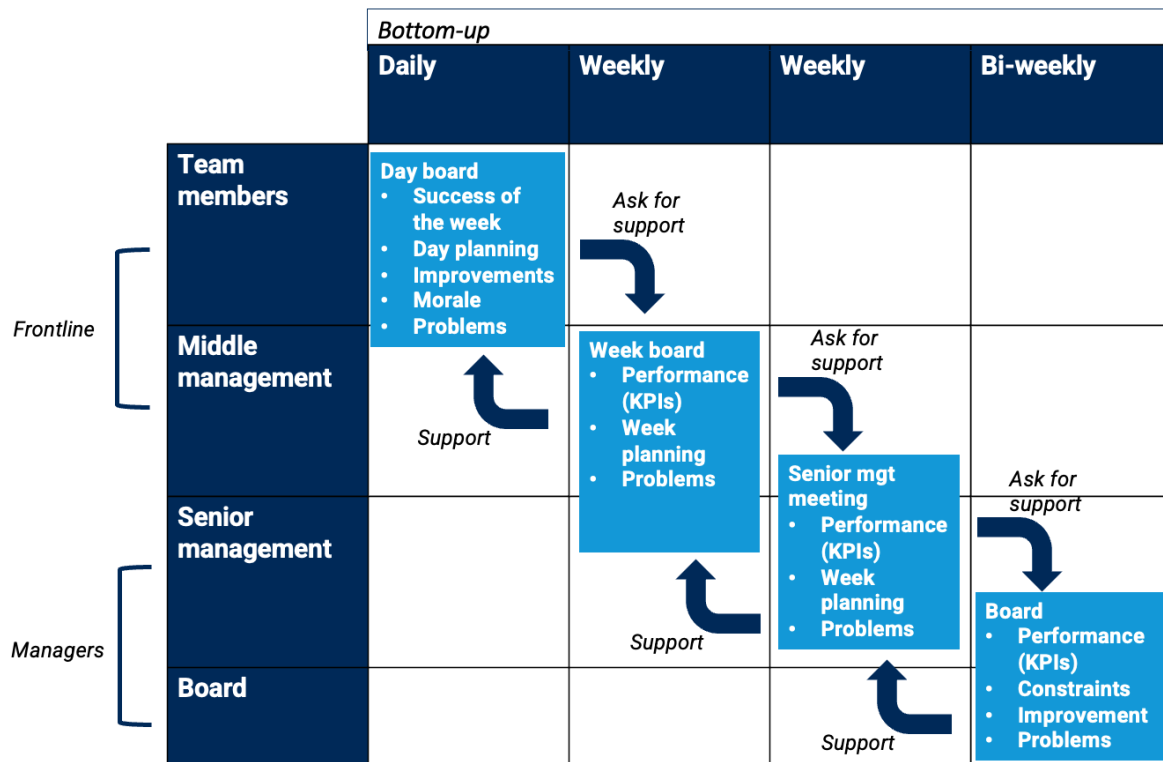 Bottom-up
Daily
Weekly
Weekly
Bi-weekly
Team
members
Day board
• Success of
the week
• Day planning
• Improvements
• Morale
• Problems
Ask for
support
Frontline
Middle
management
Support
Week board
• Performance
(KPIs)
• Week
planning
• Problems
Ask for
support
Senior
management
Support
Senior mgt
meeting
• Performance
(KPIs)
• Week
planning
• Problems
Ask for
support
Managers
Board
Support
Board
• Performance
(KPIs)
• Constraints
• Improvement
• Problems